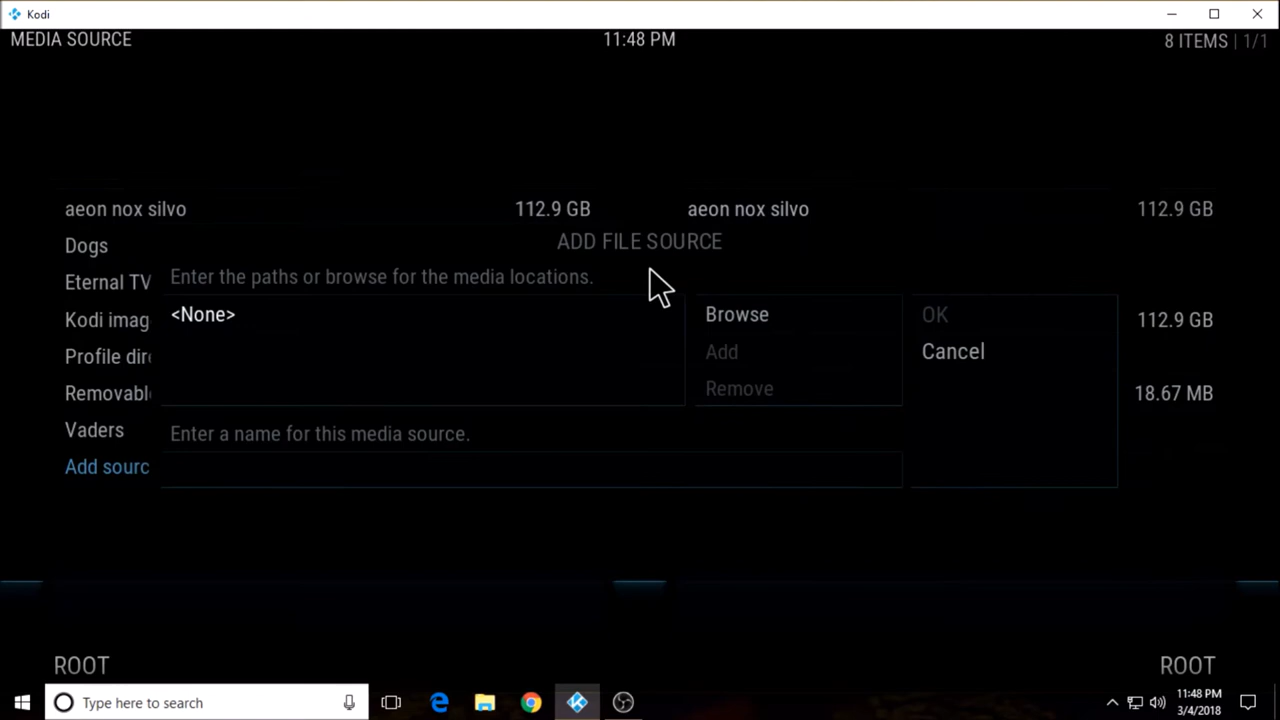 Kodi
MEDIA SOURCE
11:48 PM
8 ITEMS | 1/1
aeon nox silvo 112.9 GB
aeon nox silvo 112.9 GB
ADD FILE SOURCE
Dogs
Enter the paths or browse for the media locations.
Eternal TV
<None>
Browse
OK
Kodi imag
112.9 GB
Add
Cancel
Profile dire
Remove
Removabl
18.67 MB
Vaders
Enter a name for this media source.
Add sourc
ROOT
ROOT
Type here to search
11:48 PM
3/4/2018